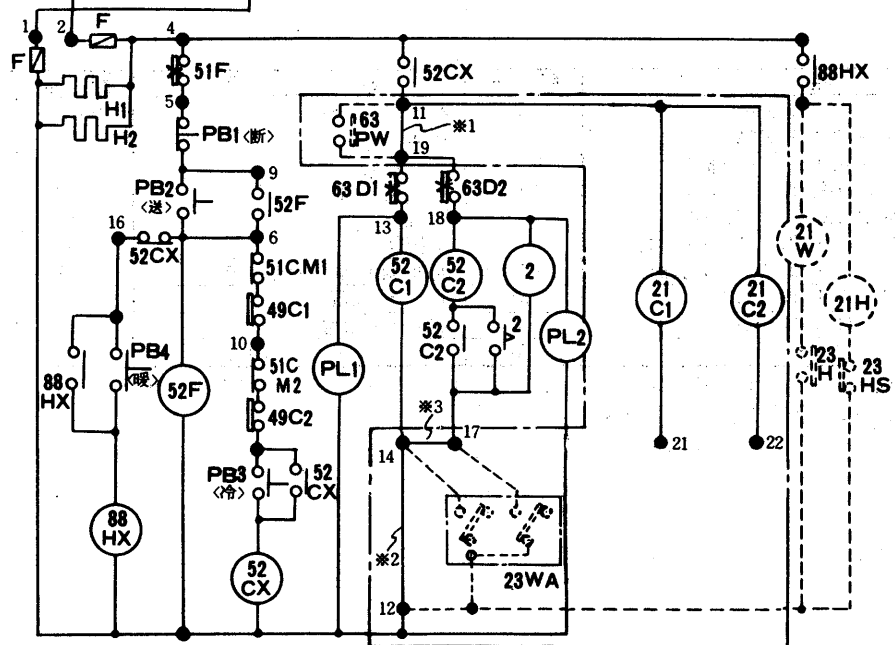 1
2
F
F
4
51F
52CX
88HX
H1
H2
5
PB1〈断〉
63
PW
11
※1
19
9
PB2
〈送〉
52F
63D1
63D2
16
6
13
18
52CX
51CM1
52
C1
52
C2
2
21
C1
21
C2
21
W
21H
49C1
10
52
C2
2
PL2
PB4
〈暖〉
88
HX
52F
51C
M2
PL1
23
H
23
HS
49C2
※3
14
17
21
22
PB3
〈冷〉
52
CX
88
HX
※2
52
CX
23WA
12